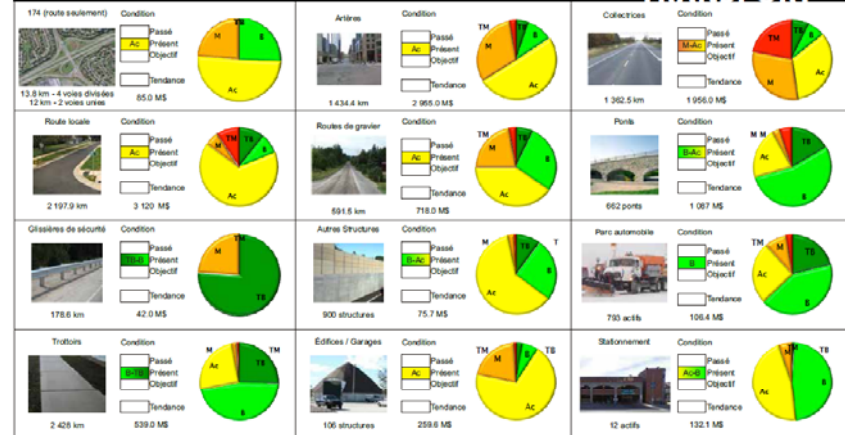 174 (route seulement)
Condition
Passé
Ac Présent
Objectif
Tendance
13.8 km - 4 voies divisées
12 km - 2 voies unies
85.0 M$
M
TB
B
Ac
Artères
Condition
Passé
Ac Présent
Objectif
Tendance
1 434.4 km
2 955.0 M$
TM
M
TB
B
Ac
Collectrices
Condition
Passé
M-Ac Présent
Objectif
Tendance
1 362.5 km
1 956.0 M$
TM
TB
B
M
Ac
Route locale
Condition
Passé
Ac Présent
Objectif
Tendance
2 197.9 km
3 120 M$
M
TM
TB
B
Ac
Routes de gravier
Condition
Passé
Ac Présent
Objectif
Tendance
591.5 km
718.0 M$
TM
M
TB
B
Ac
Ponts
Condition
Passé
B-Ac Présent
Objectif
Tendance
662 ponts
1 087 M$
M M
TB
Ac
B
Glissières de sécurité
Condition
Passé
TB-B Présent
Objectif
Tendance
178.6 km
42.0 M$
TM
M
TB
Autres Structures
Condition
Passé
B-Ac Présent
Objectif
Tendance
900 structures
75.7 M$
M
TB
T
B
Ac
Parc automobile
Condition
Passé
B Présent
Objectif
Tendance
793 actifs
106.4 M$
TM
M
TB
Ac
B
Trottoirs
Condition
Passé
B-TB Présent
Objectif
Tendance
2 426 km
539.0 M$
M
TM
Ac
TB
B
Édifices / Garages
Condition
Passé
Ac Présent
Objectif
Tendance
106 structures
259.6 M$
TM
M
B
TB
Ac
Stationnement
Condition
Passé
Ac-B Présent
Objectif
Tendance
12 actifs
132.1 M$
M
TM
TB
Ac
B